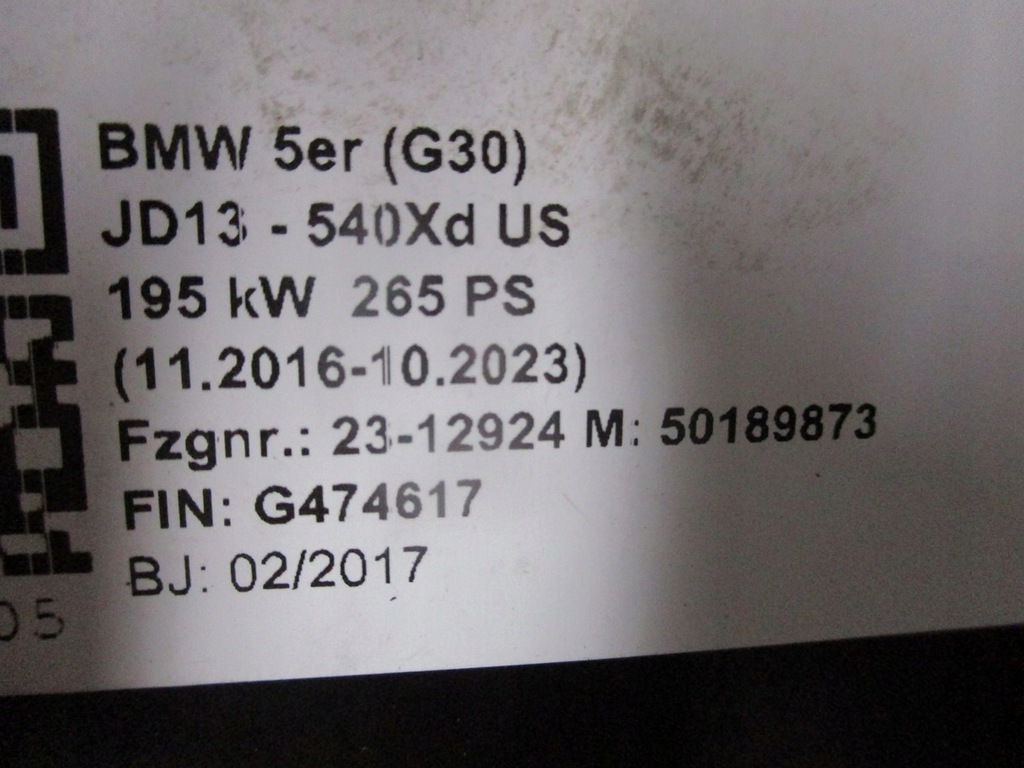 BMW 5er (G30)
JD13 - 540Xd US
195 kW 265 PS
(11.2016-10.2023)
Fzgnr.: 23-12924 M: 50189873
FIN: G474617
BJ: 02/2017
05